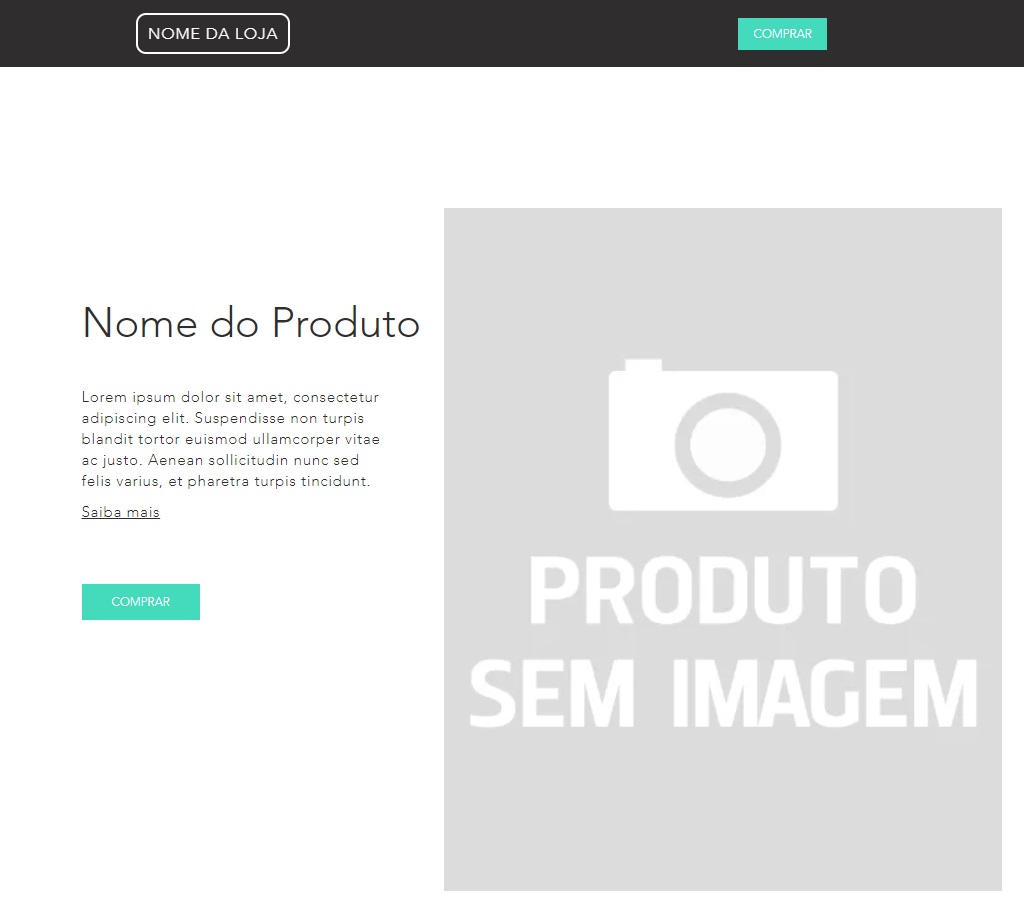 NOME DA LOJA
COMPRAR
Nome do Produto
Lorem ipsum dolor sit amet, consectetur
adipiscing elit. Suspendisse non turpis
blandit tortor euismod ullamcorper vitae
ac justo. Aenean sollicitudin nunc sed
felis varius, et pharetra turpis tincidunt.
Saiba mais
COMPRAR
PRODUTO
SEM IMAGEM